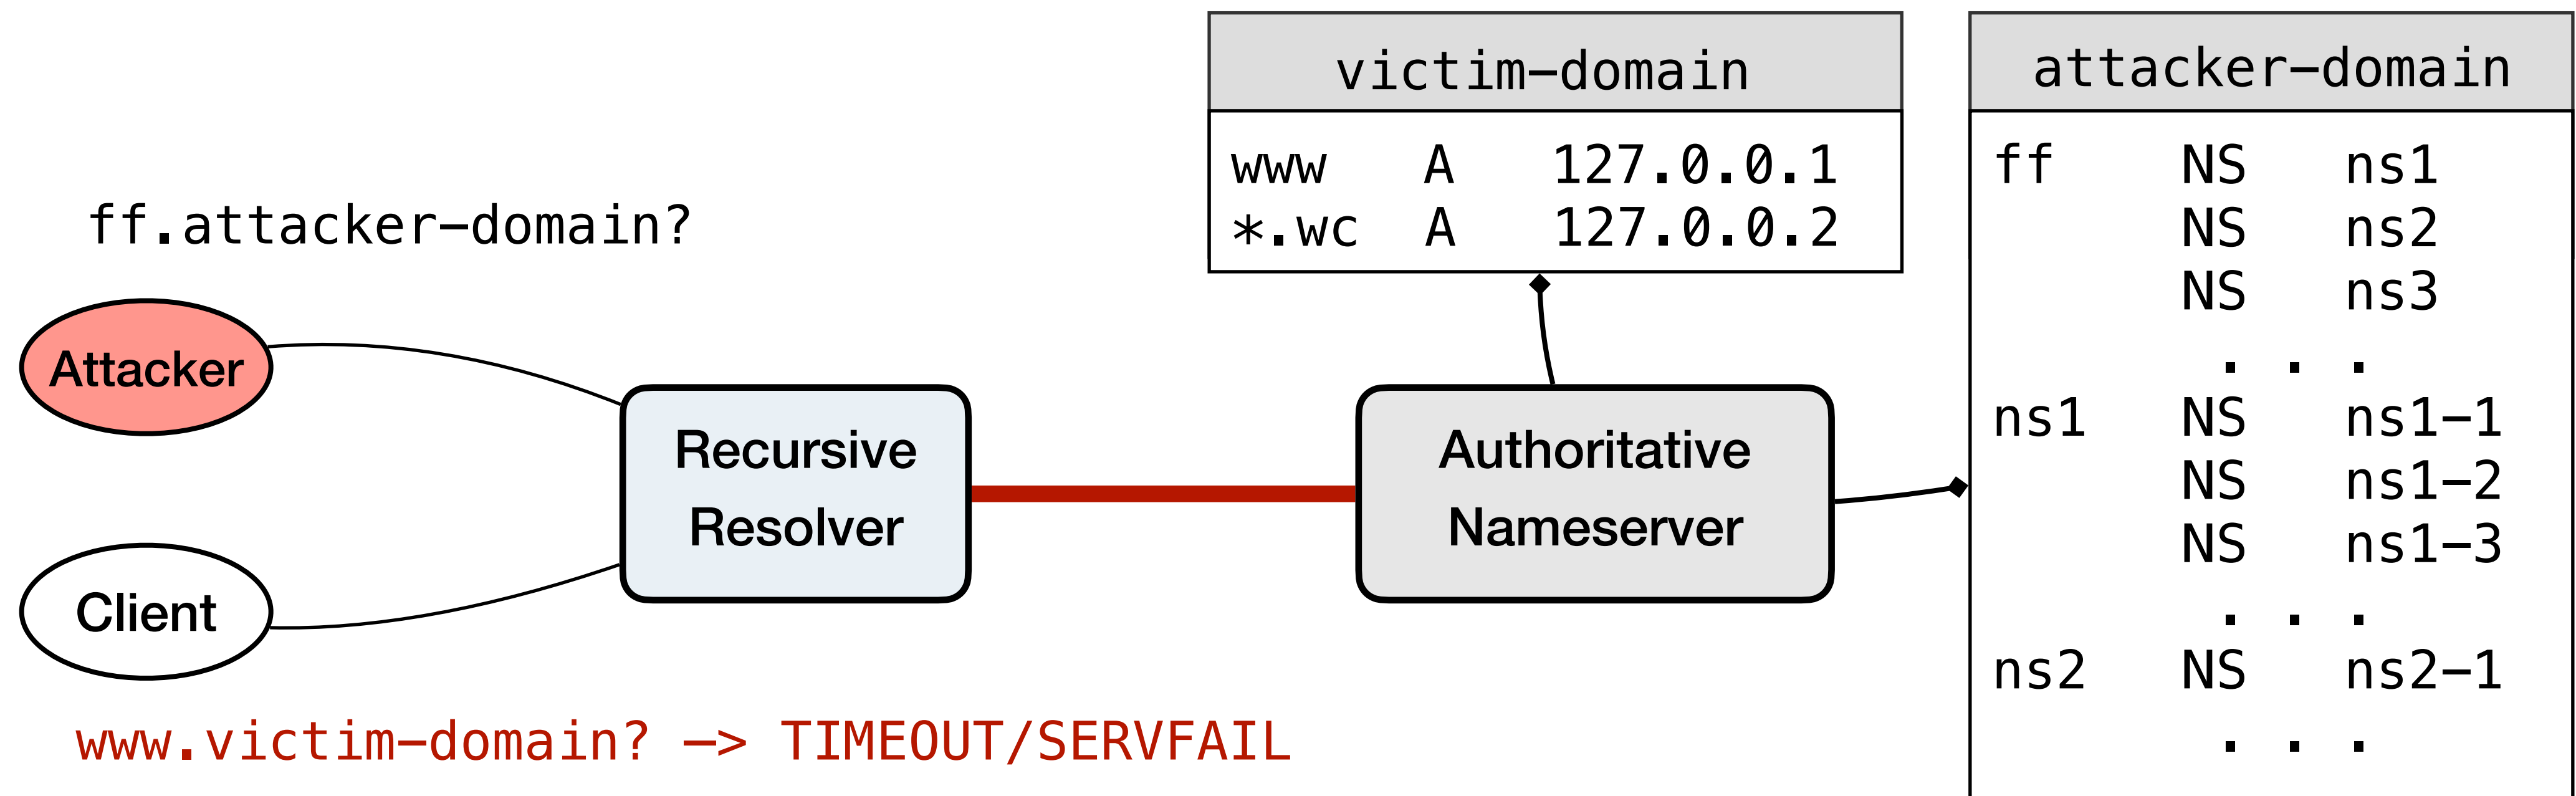 victim-domain
www A 127.0.0.1
*.wc A 127.0.0.2
attacker-domain
ff NS ns1
NS ns2
NS ns3
. . .
ns1 NS ns1-1
NS ns1-2
NS ns1-3
. . .
ns2 NS ns2-1
. . .
ff.attacker-domain?
Attacker
Client
Recursive
Resolver
Authoritative
Nameserver
www.victim-domain? -> TIMEOUT/SERVFAIL